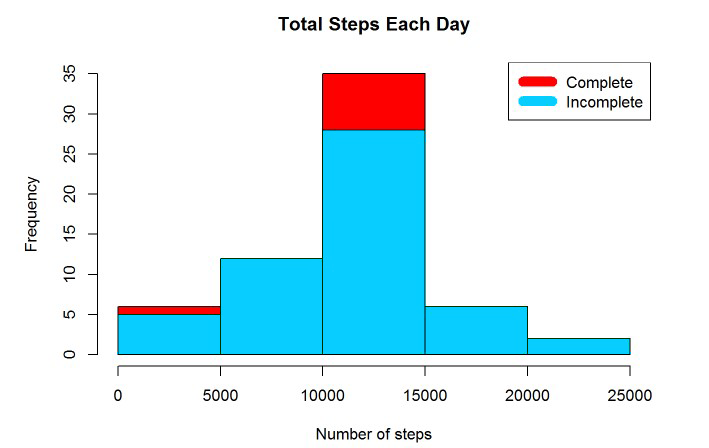 Total Steps Each Day
Complete
Incomplete
35
30
25
20
15
10
5
0
Frequency
0 5000 10000 15000 20000 25000
Number of steps